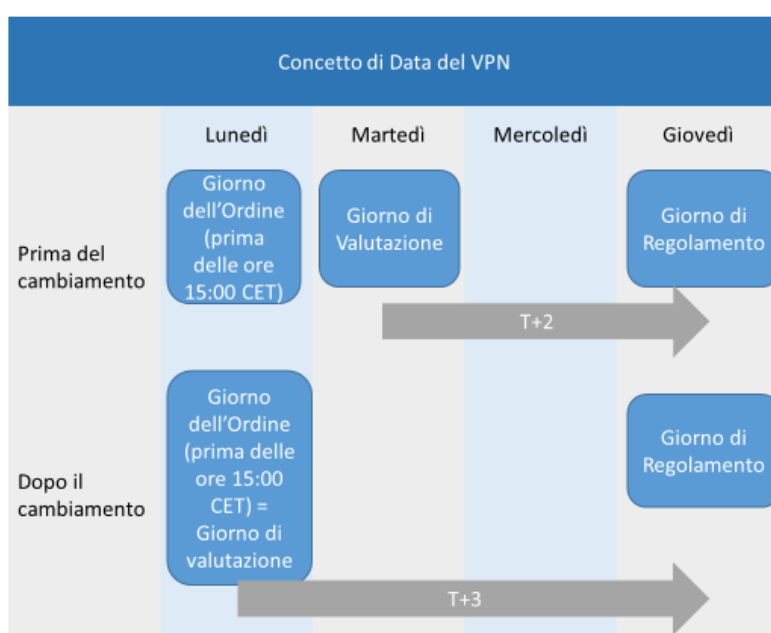 Concetto di Data del VPN
Lunedì
Martedì
Mercoledì
Giovedì
Prima del
cambiamento
Giorno
dell'Ordine
(prima
delle ore
15:00 CET)
Giorno di
Valutazione
Giorno di
Regolamento
T+2
Dopo il
cambiamento
Giorno
dell'Ordine
(prima delle
ore 15:00
CET) =
Giorno di
valutazione
Giorno di
Regolamento
T+3